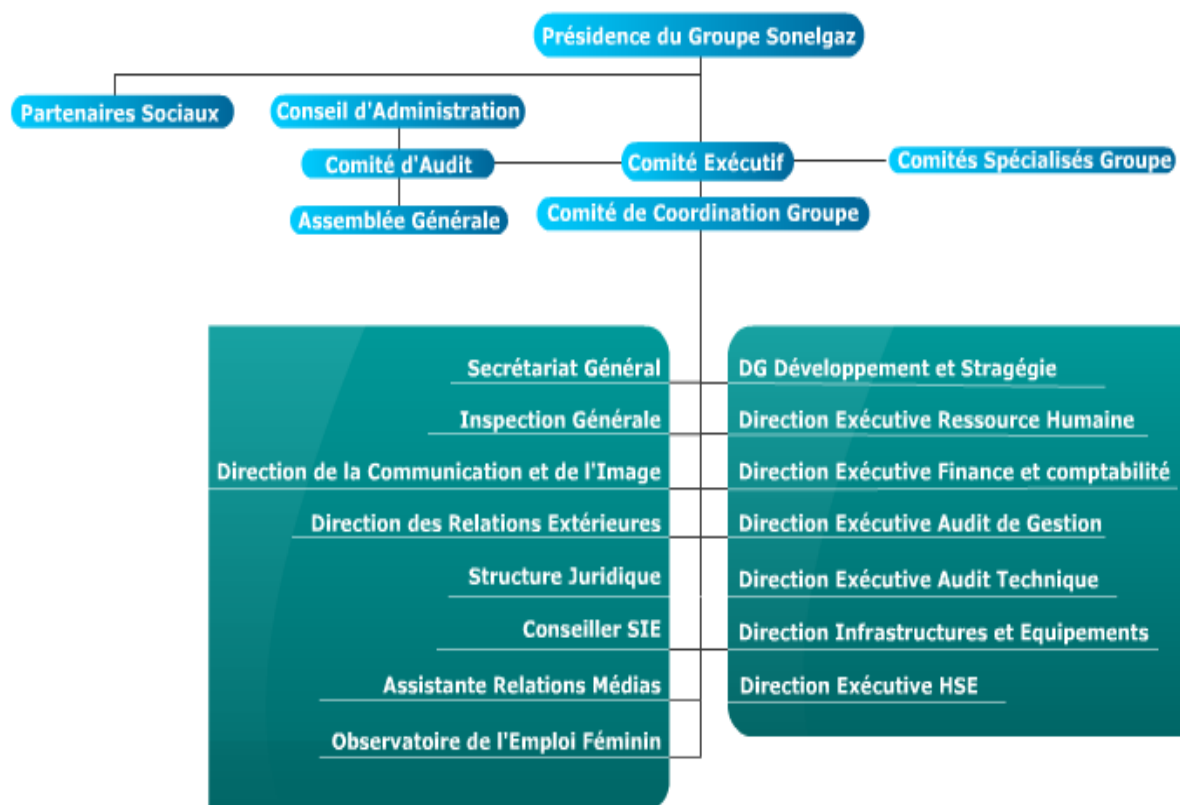 Présidence du Groupe Sonelgaz
Partenaires Sociaux
Conseil d'Administration
Comité d'Audit
Comité Exécutif
Comités Spécialisés Groupe
Assemblée Générale
Comité de Coordination Groupe
Secrétariat Général
Inspection Générale
Direction de la Communication et de l'Image
Direction des Relations Extérieures
Structure Juridique
Conseiller SIE
Assistante Relations Médias
Observatoire de l'Emploi Féminin
DG Développement et Stragégie
Direction Exécutive Ressource Humaine
Direction Exécutive Finance et comptabilité
Direction Exécutive Audit de Gestion
Direction Exécutive Audit Technique
Direction Infrastructures et Equipements
Direction Exécutive HSE